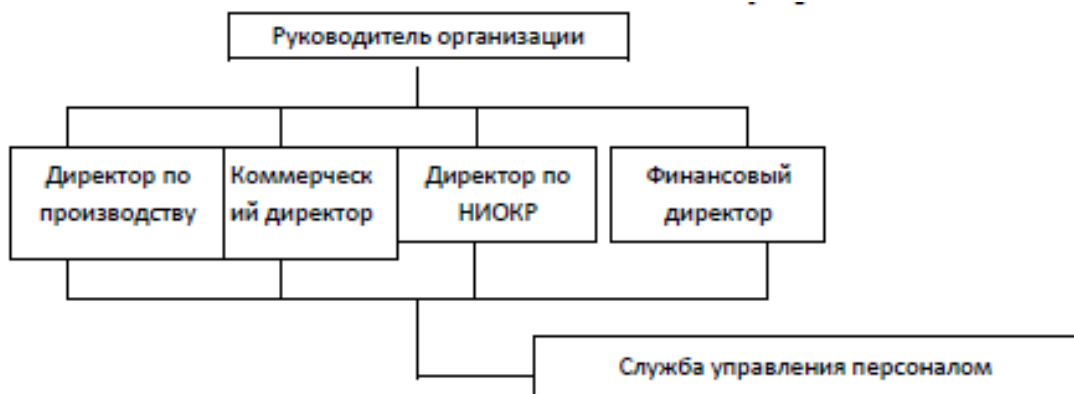 Руководитель организации
Директор по
производству
Коммерческ
ий директор
Директор по
НИОКР
Финансовый
директор
Служба управления персоналом